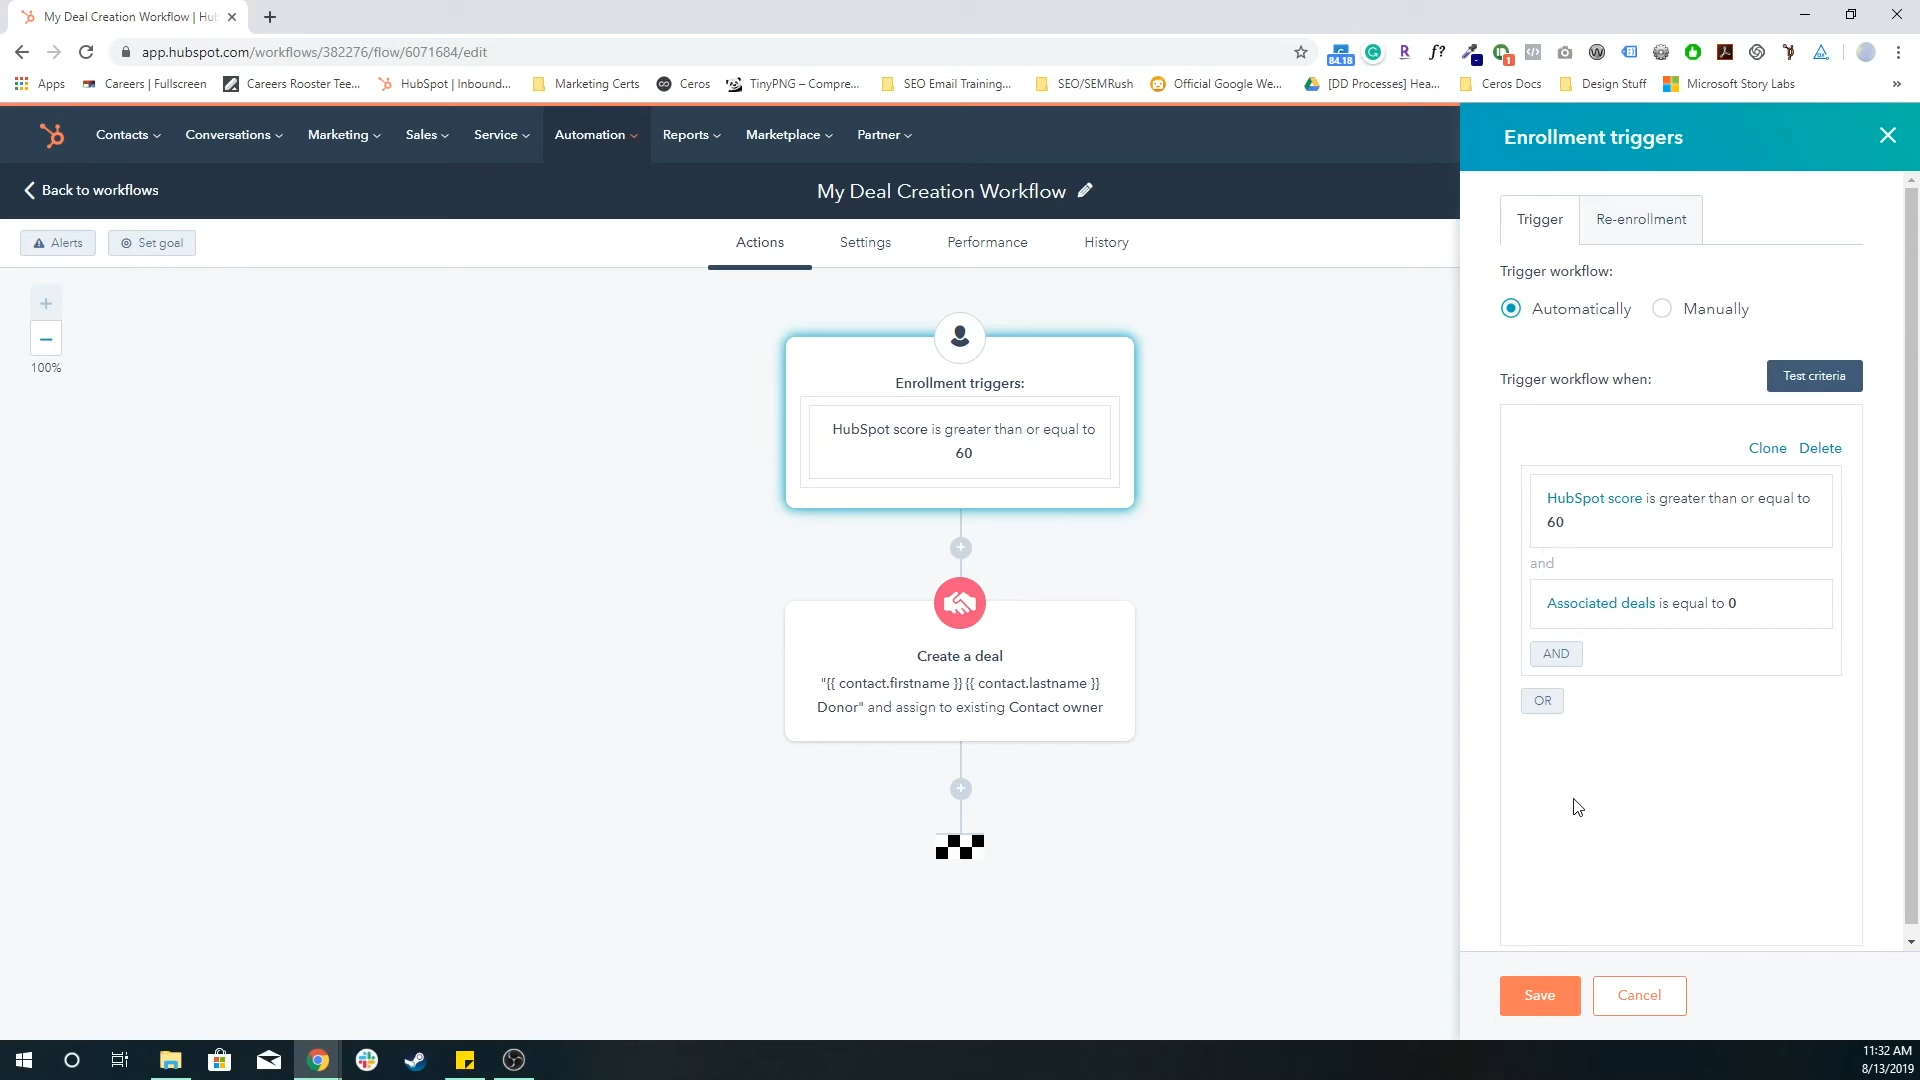 My Deal Creation Workflow | Hub
app.hubspot.com/workflows/382276/flow/6071684/edit
84.18
R
f?
1
Apps
Careers | Fullscreen
Careers Rooster Tee...
HubSpot | Inbound...
Marketing Certs
Ceros
TinyPNG – Compre...
SEO Email Training...
SEO/SEMRush
Official Google We...
[DD Processes] Hea...
Ceros Docs
Design Stuff
Microsoft Story Labs
»
Contacts
Conversations
Marketing
Sales
Service
Automation
Reports
Marketplace
Partner
Back to workflows
My Deal Creation Workflow
Alerts
Set goal
Actions
Settings
Performance
History
100%
Enrollment triggers:
HubSpot score is greater than or equal to
60
Create a deal
"{{ contact.firstname }} {{ contact.lastname }}
Donor" and assign to existing Contact owner
Enrollment triggers
Trigger
Re-enrollment
Trigger workflow:
Automatically
Manually
Trigger workflow when:
Test criteria
Clone
Delete
HubSpot score is greater than or equal to
60
and
Associated deals is equal to 0
AND
OR
Save
Cancel
11:32 AM
8/13/2019